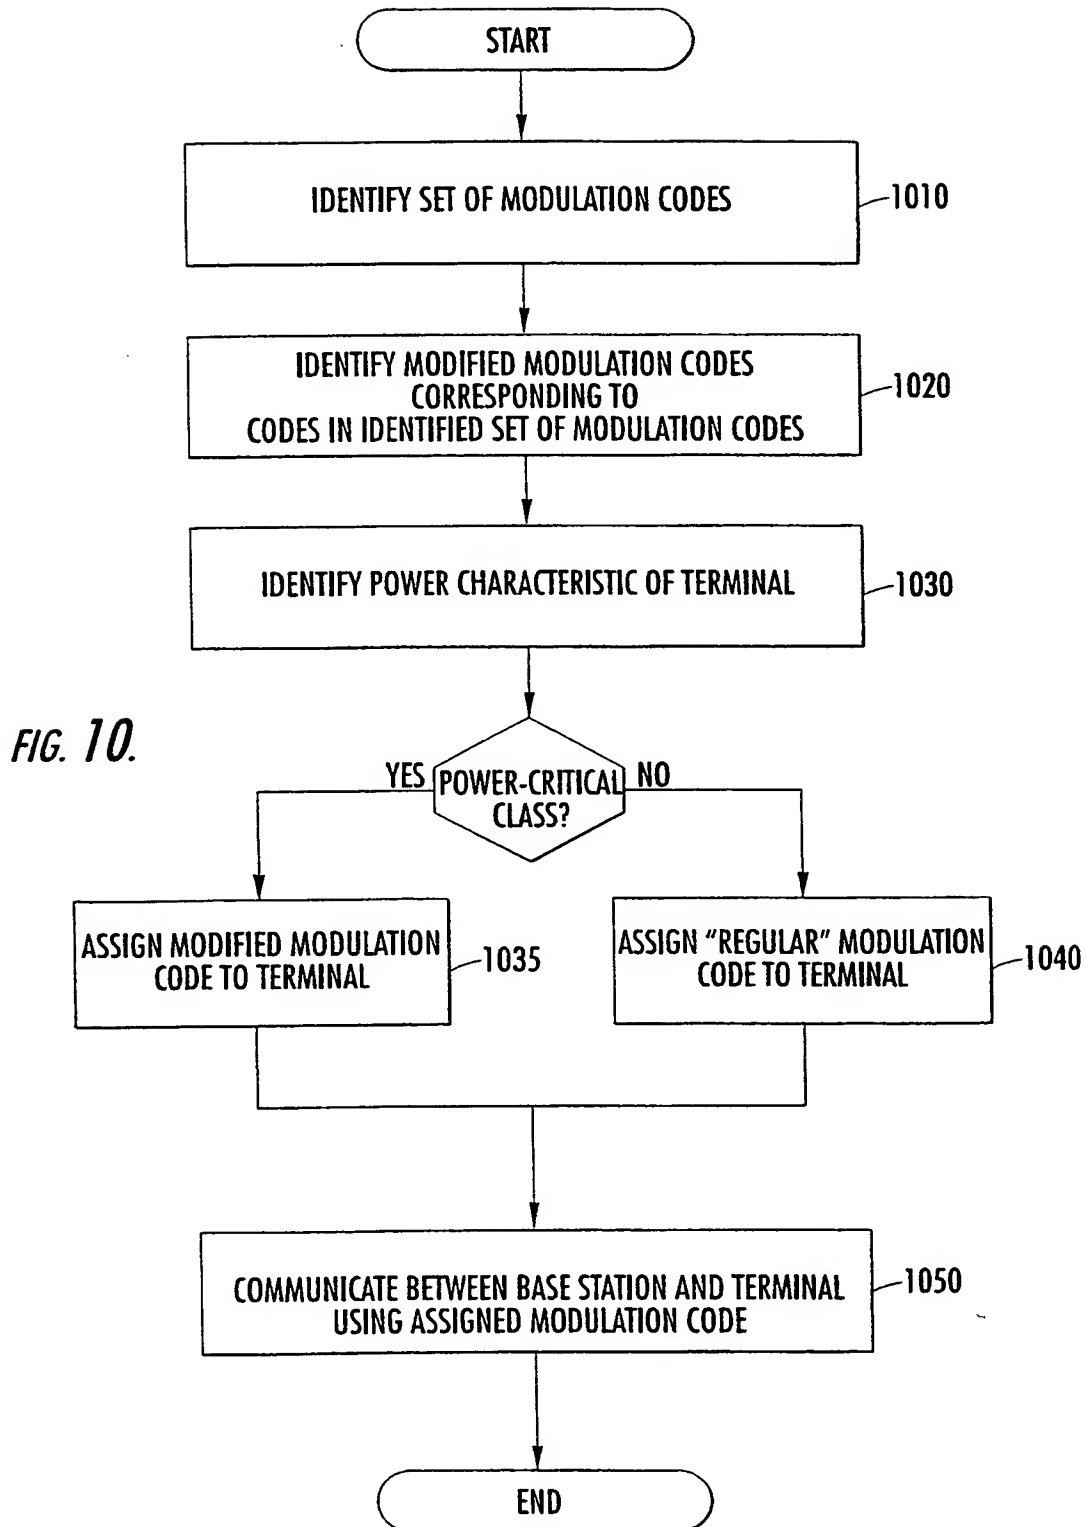 START
IDENTIFY SET OF MODULATION CODES
1010
IDENTIFY MODIFIED MODULATION CODES
CORRESPONDING TO
CODES IN IDENTIFIED SET OF MODULATION CODES
1020
IDENTIFY POWER CHARACTERISTIC OF TERMINAL
1030
FIG. 10.
YES
POWER-CRITICAL
CLASS?
NO
ASSIGN MODIFIED MODULATION
CODE TO TERMINAL
1035
ASSIGN “REGULAR” MODULATION
CODE TO TERMINAL
1040
COMMUNICATE BETWEEN BASE STATION AND TERMINAL
USING ASSIGNED MODULATION CODE
1050
END